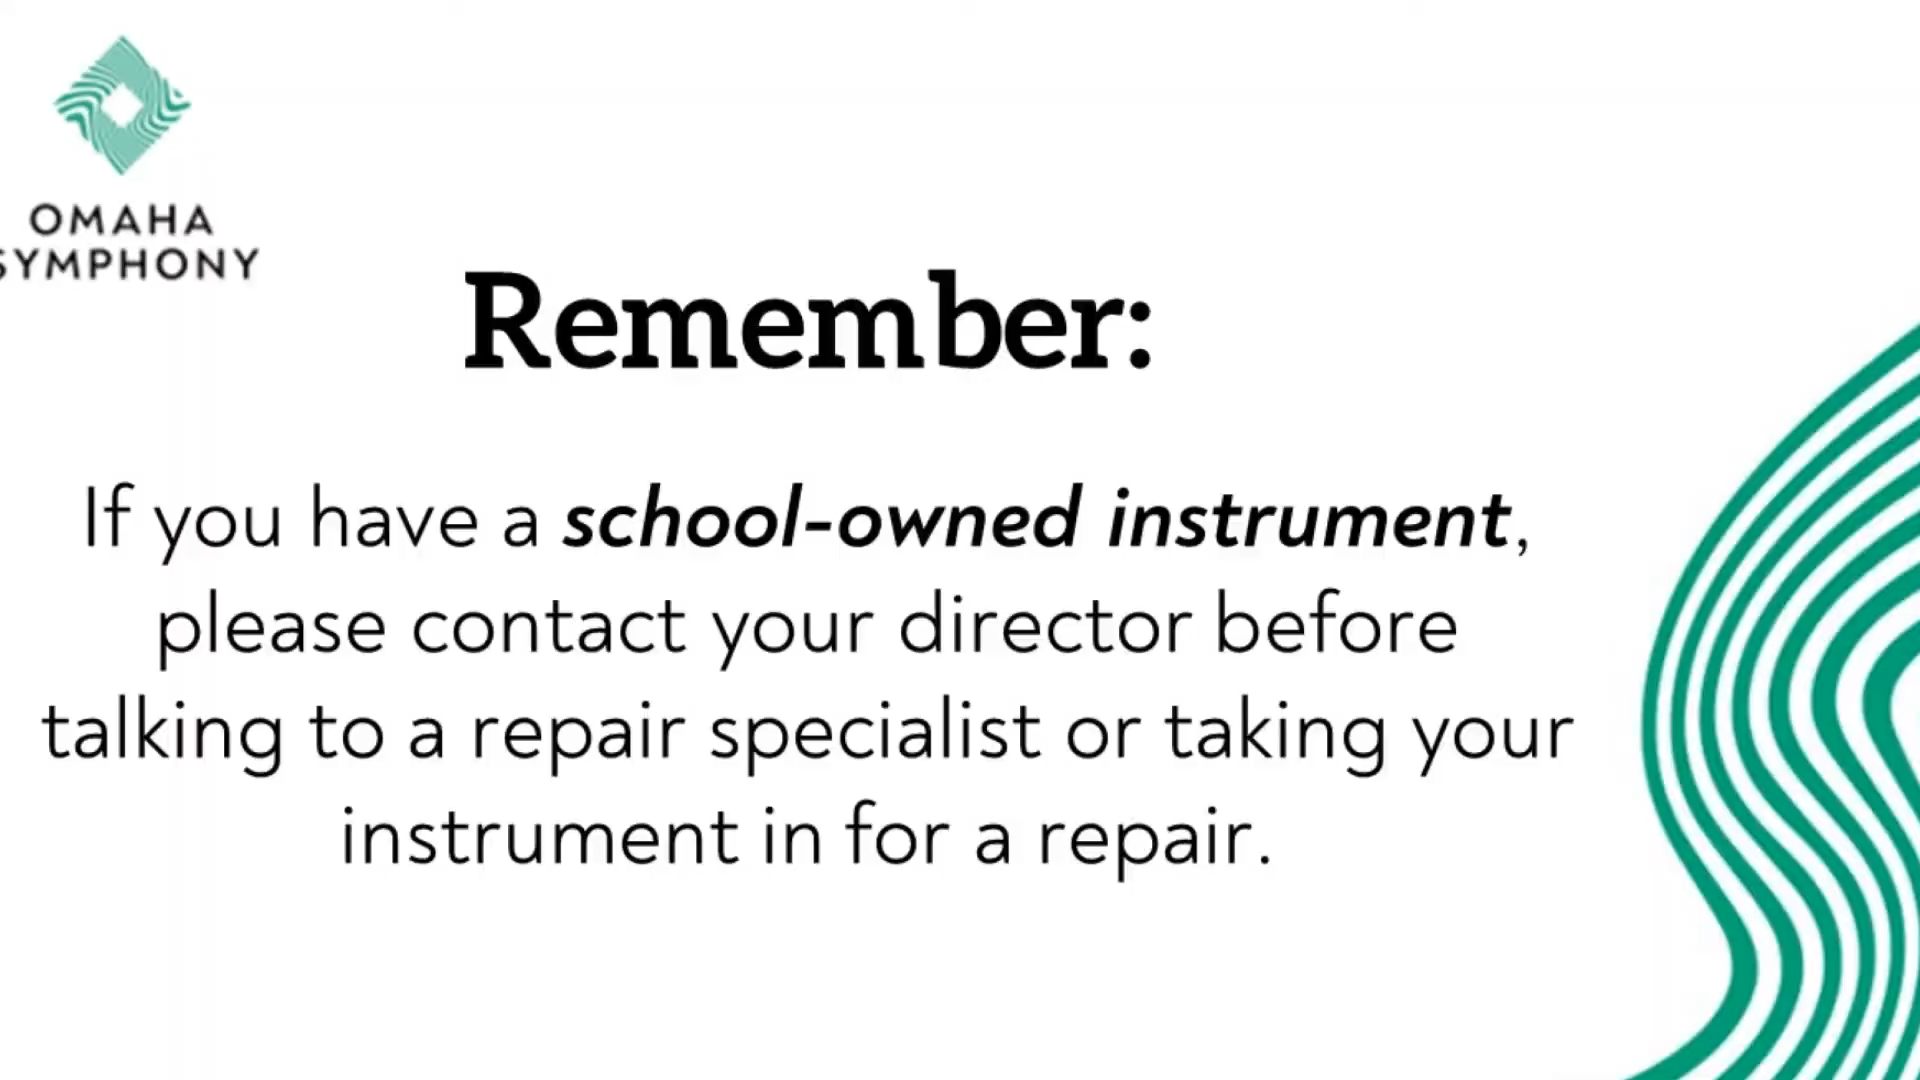 OMAHA
SYMPHONY
Remember:
If you have a school-owned instrument,
please contact your director before
talking to a repair specialist or taking your
instrument in for a repair.